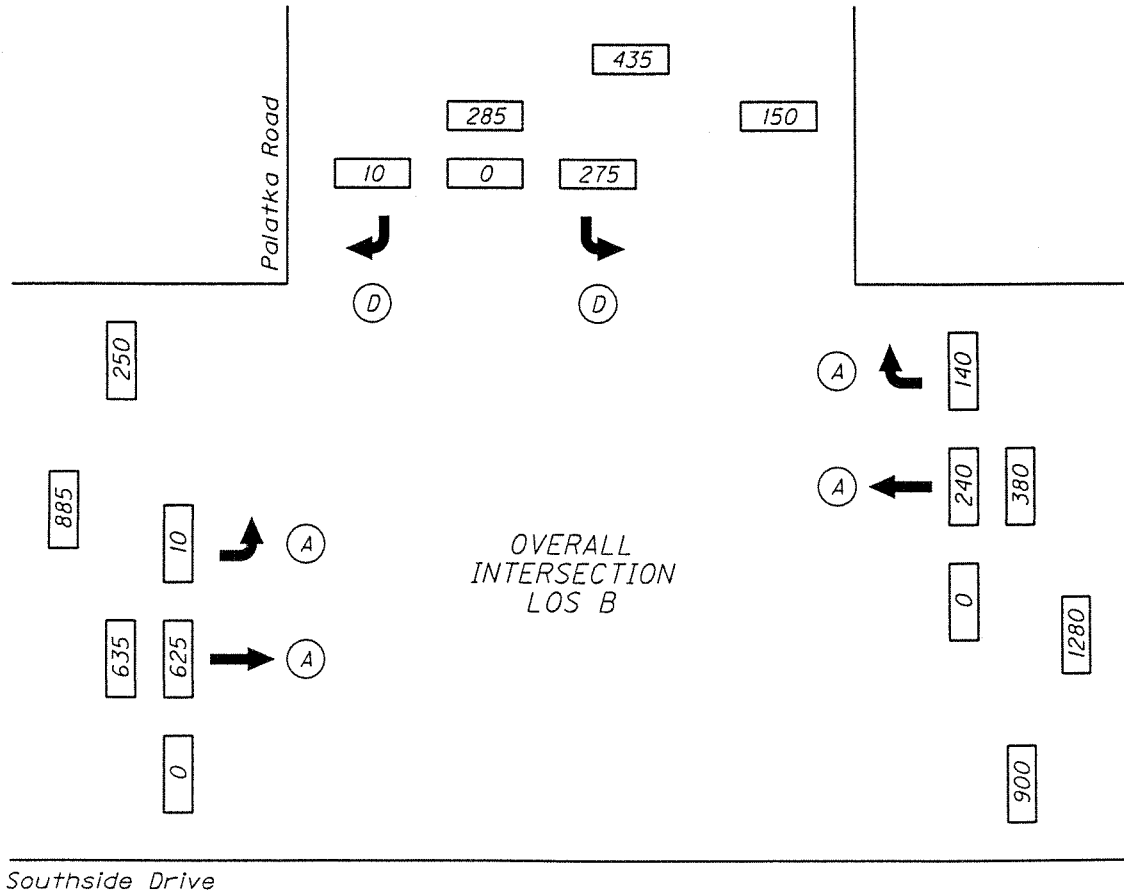 435
285
150
10
0
275
Palatka Road
D
D
250
A
140
885
10
A
A
240
380
OVERALL
INTERSECTION
LOS B
0
635
625
A
1280
0
900
Southside Drive